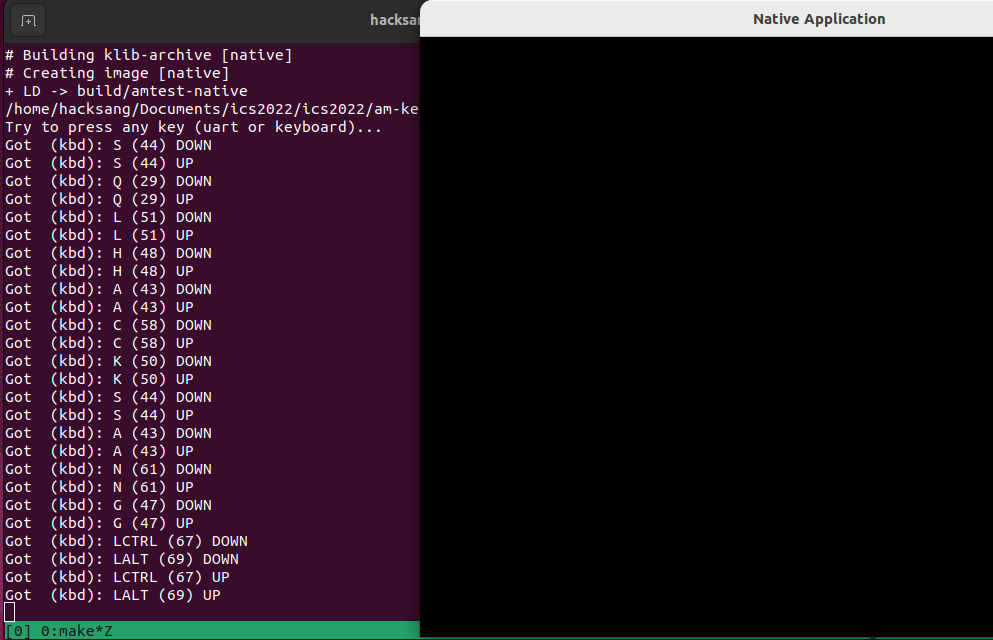 hacksa
Native Application
# Building klib-archive [native]
# Creating image [native]
+ LD -> build/amtest-native
/home/hacksang/Documents/ics2022/ics2022/am-ke
Try to press any key (uart or keyboard)...
Got  (kbd): S (44) DOWN
Got  (kbd): S (44) UP
Got  (kbd): Q (29) DOWN
Got  (kbd): Q (29) UP
Got  (kbd): L (51) DOWN
Got  (kbd): L (51) UP
Got  (kbd): H (48) DOWN
Got  (kbd): H (48) UP
Got  (kbd): A (43) DOWN
Got  (kbd): A (43) UP
Got  (kbd): C (58) DOWN
Got  (kbd): C (58) UP
Got  (kbd): K (50) DOWN
Got  (kbd): K (50) UP
Got  (kbd): S (44) DOWN
Got  (kbd): S (44) UP
Got  (kbd): A (43) DOWN
Got  (kbd): A (43) UP
Got  (kbd): N (61) DOWN
Got  (kbd): N (61) UP
Got  (kbd): G (47) DOWN
Got  (kbd): G (47) UP
Got  (kbd): LCTRL (67) DOWN
Got  (kbd): LALT (69) DOWN
Got  (kbd): LCTRL (67) UP
Got  (kbd): LALT (69) UP
[0] 0:make*Z